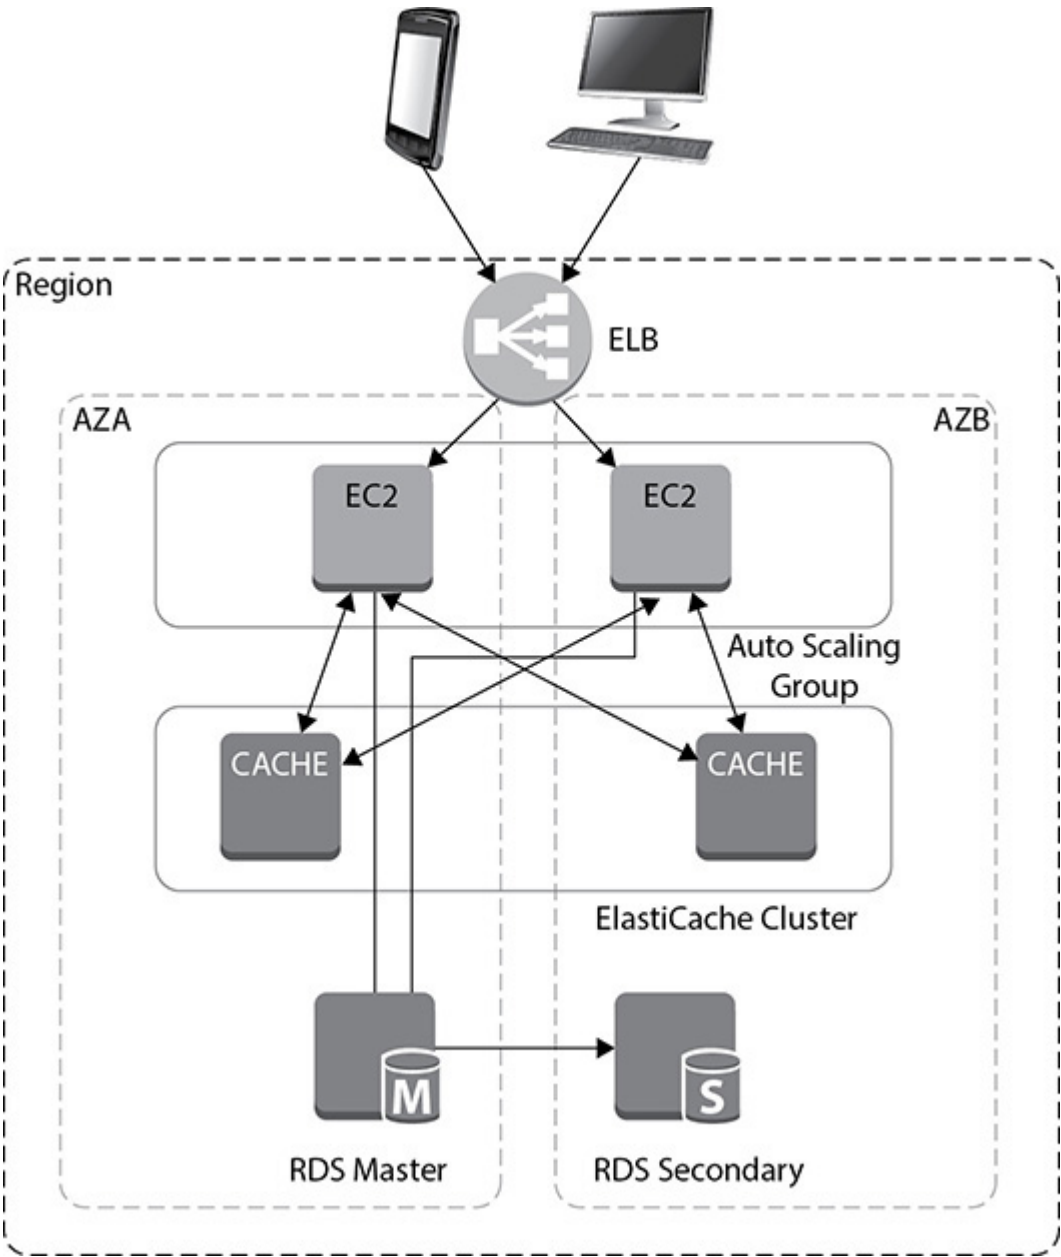 Region
ELB
AZA
AZB
EC2
EC2
Auto Scaling
Group
CACHE
CACHE
ElastiCache Cluster
M
S
RDS Master
RDS Secondary